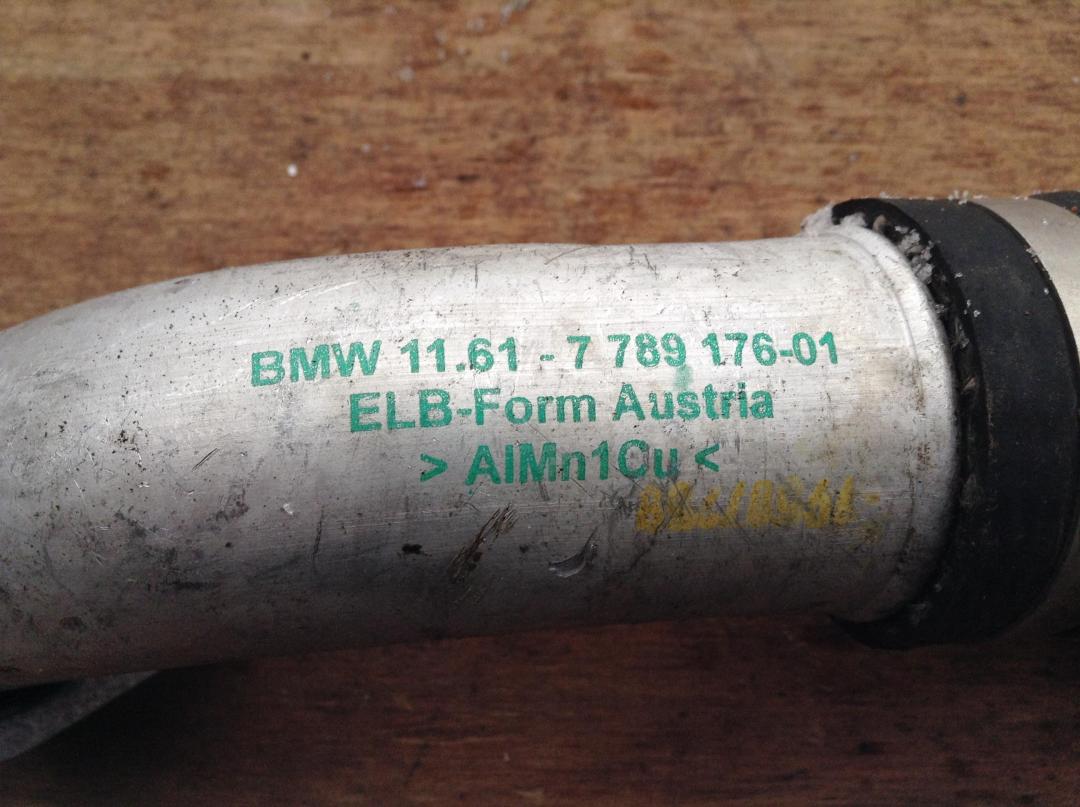 BMW 11.61 - 7 789 176-01
ELB-Form Austria
> AlMn1Cu <